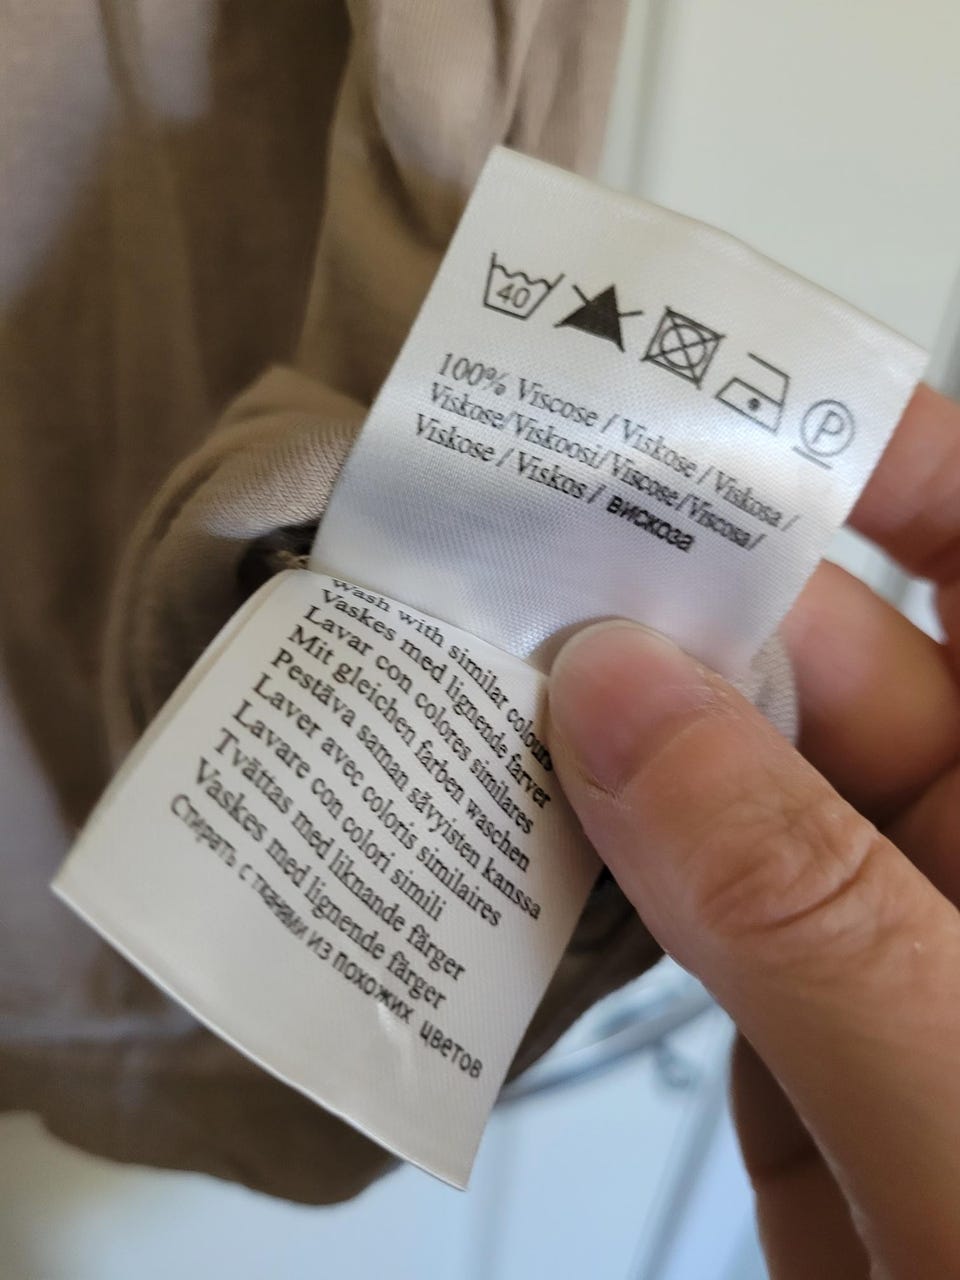 40
P
100% Viscose / Viskose / Viskosa /
Viskose/Viskoosi/Viscose/Viscosa/
Viskose / Viskos / вискоза
Wash with similar colours
Vaskes med lignende farver
Lavar con colores similares
Mit gleichen farben waschen
Pestäva saman sävyisten kanssa
Laver avec coloris similaires
Lavare con colori simili
Tvättas med liknande färger
Vaskes med lignende färger
Стирать с тканями из похожих цветов